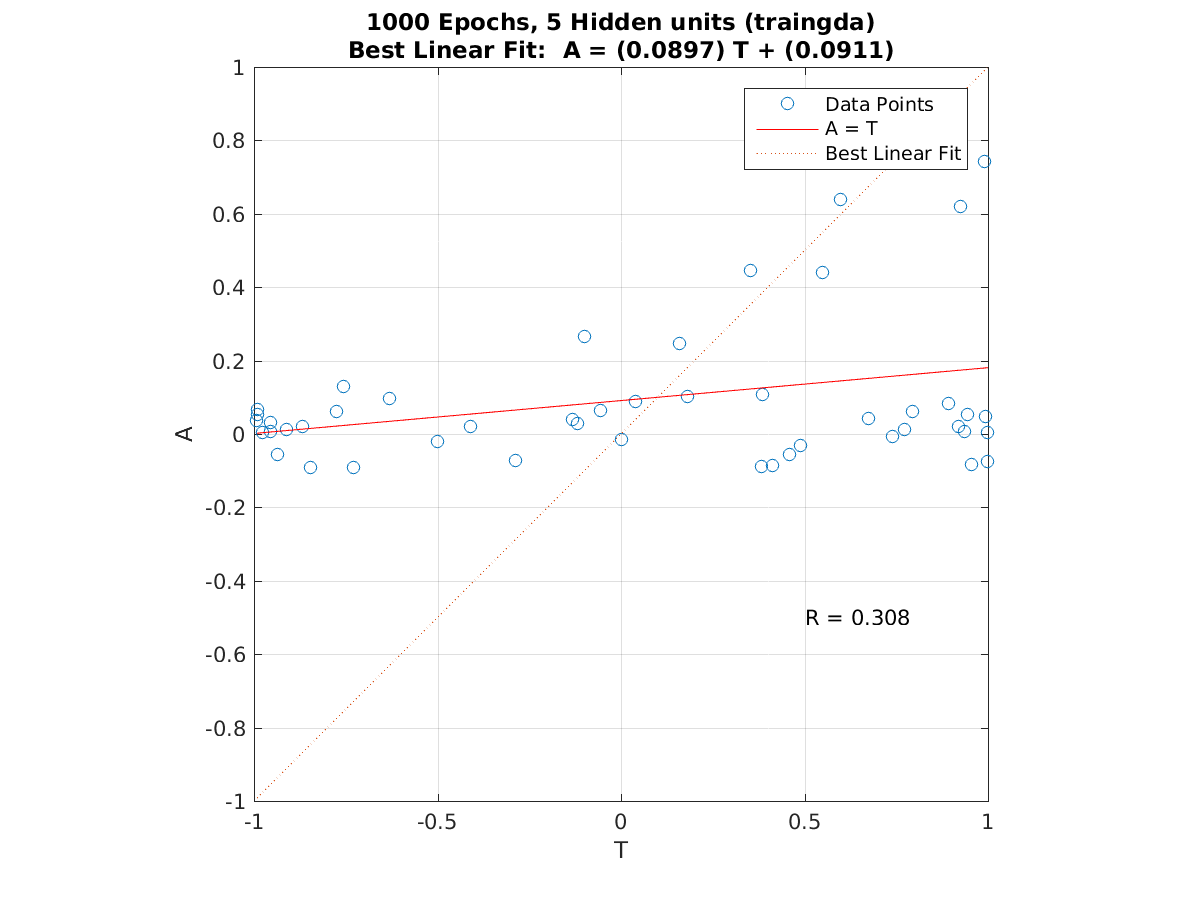 1000 Epochs, 5 Hidden units (traingda)
Best Linear Fit:  A = (0.0897) T + (0.0911)
1
Data Points
A = T
Best Linear Fit
0.8
0.6
0.4
0.2
0
A
-0.2
-0.4
R = 0.308
-0.6
-0.8
-1
-1 -0.5 0 0.5 1
T